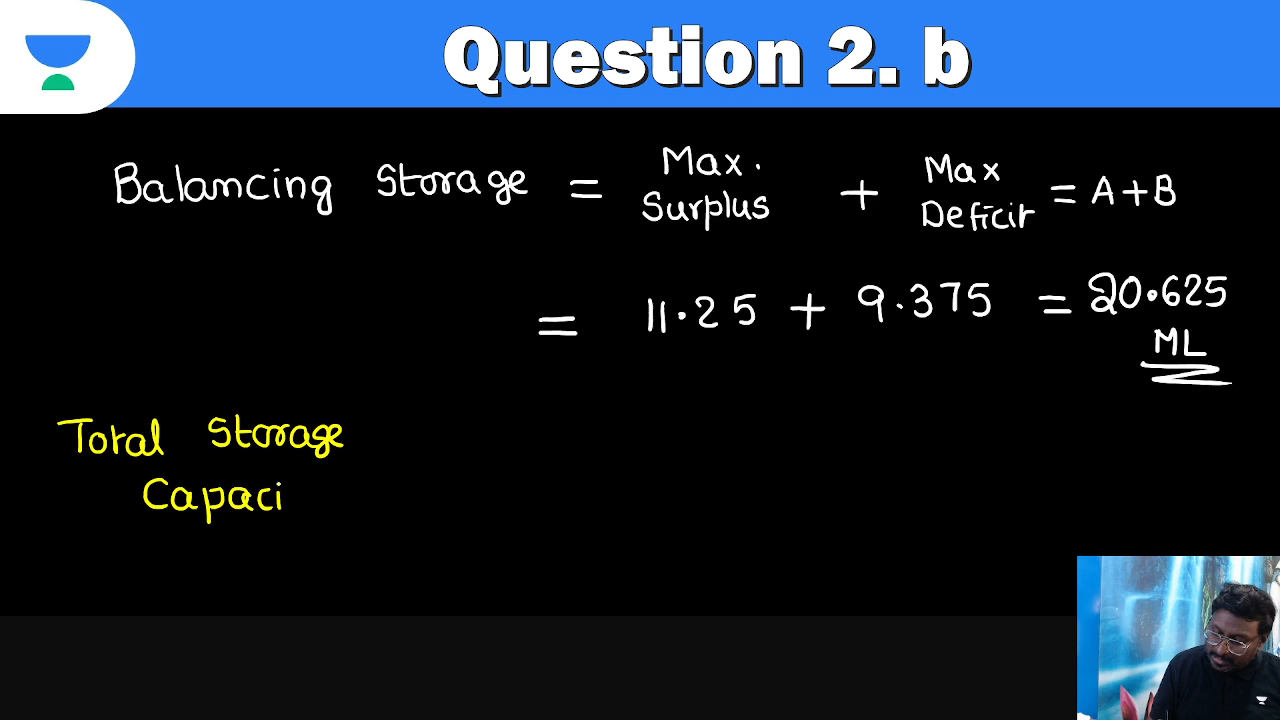 Question 2. b
Balancing Storage = Max. Surplus + Max Deficit = A + B
= 11.25 + 9.375 = 20.625 ML
Total Storage
Capaci